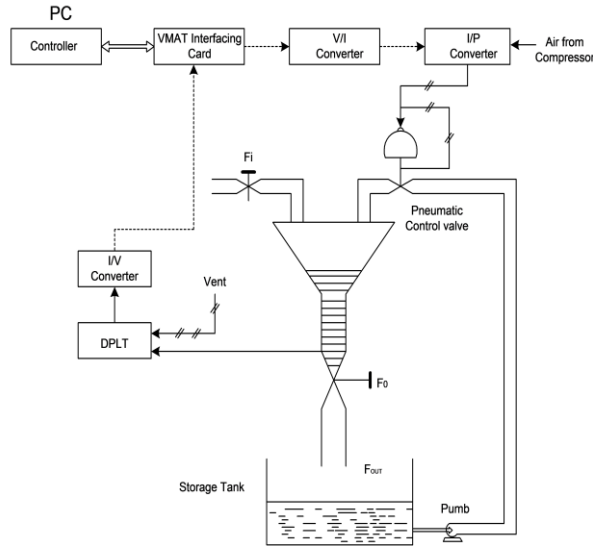 PC
Controller
VMAT Interfacing
Card
V/I
Converter
I/P
Converter
Air from
Compressor
Fi
Pneumatic
Control valve
I/V
Converter
Vent
DPLT
F0
FOUT
Storage Tank
Pumb